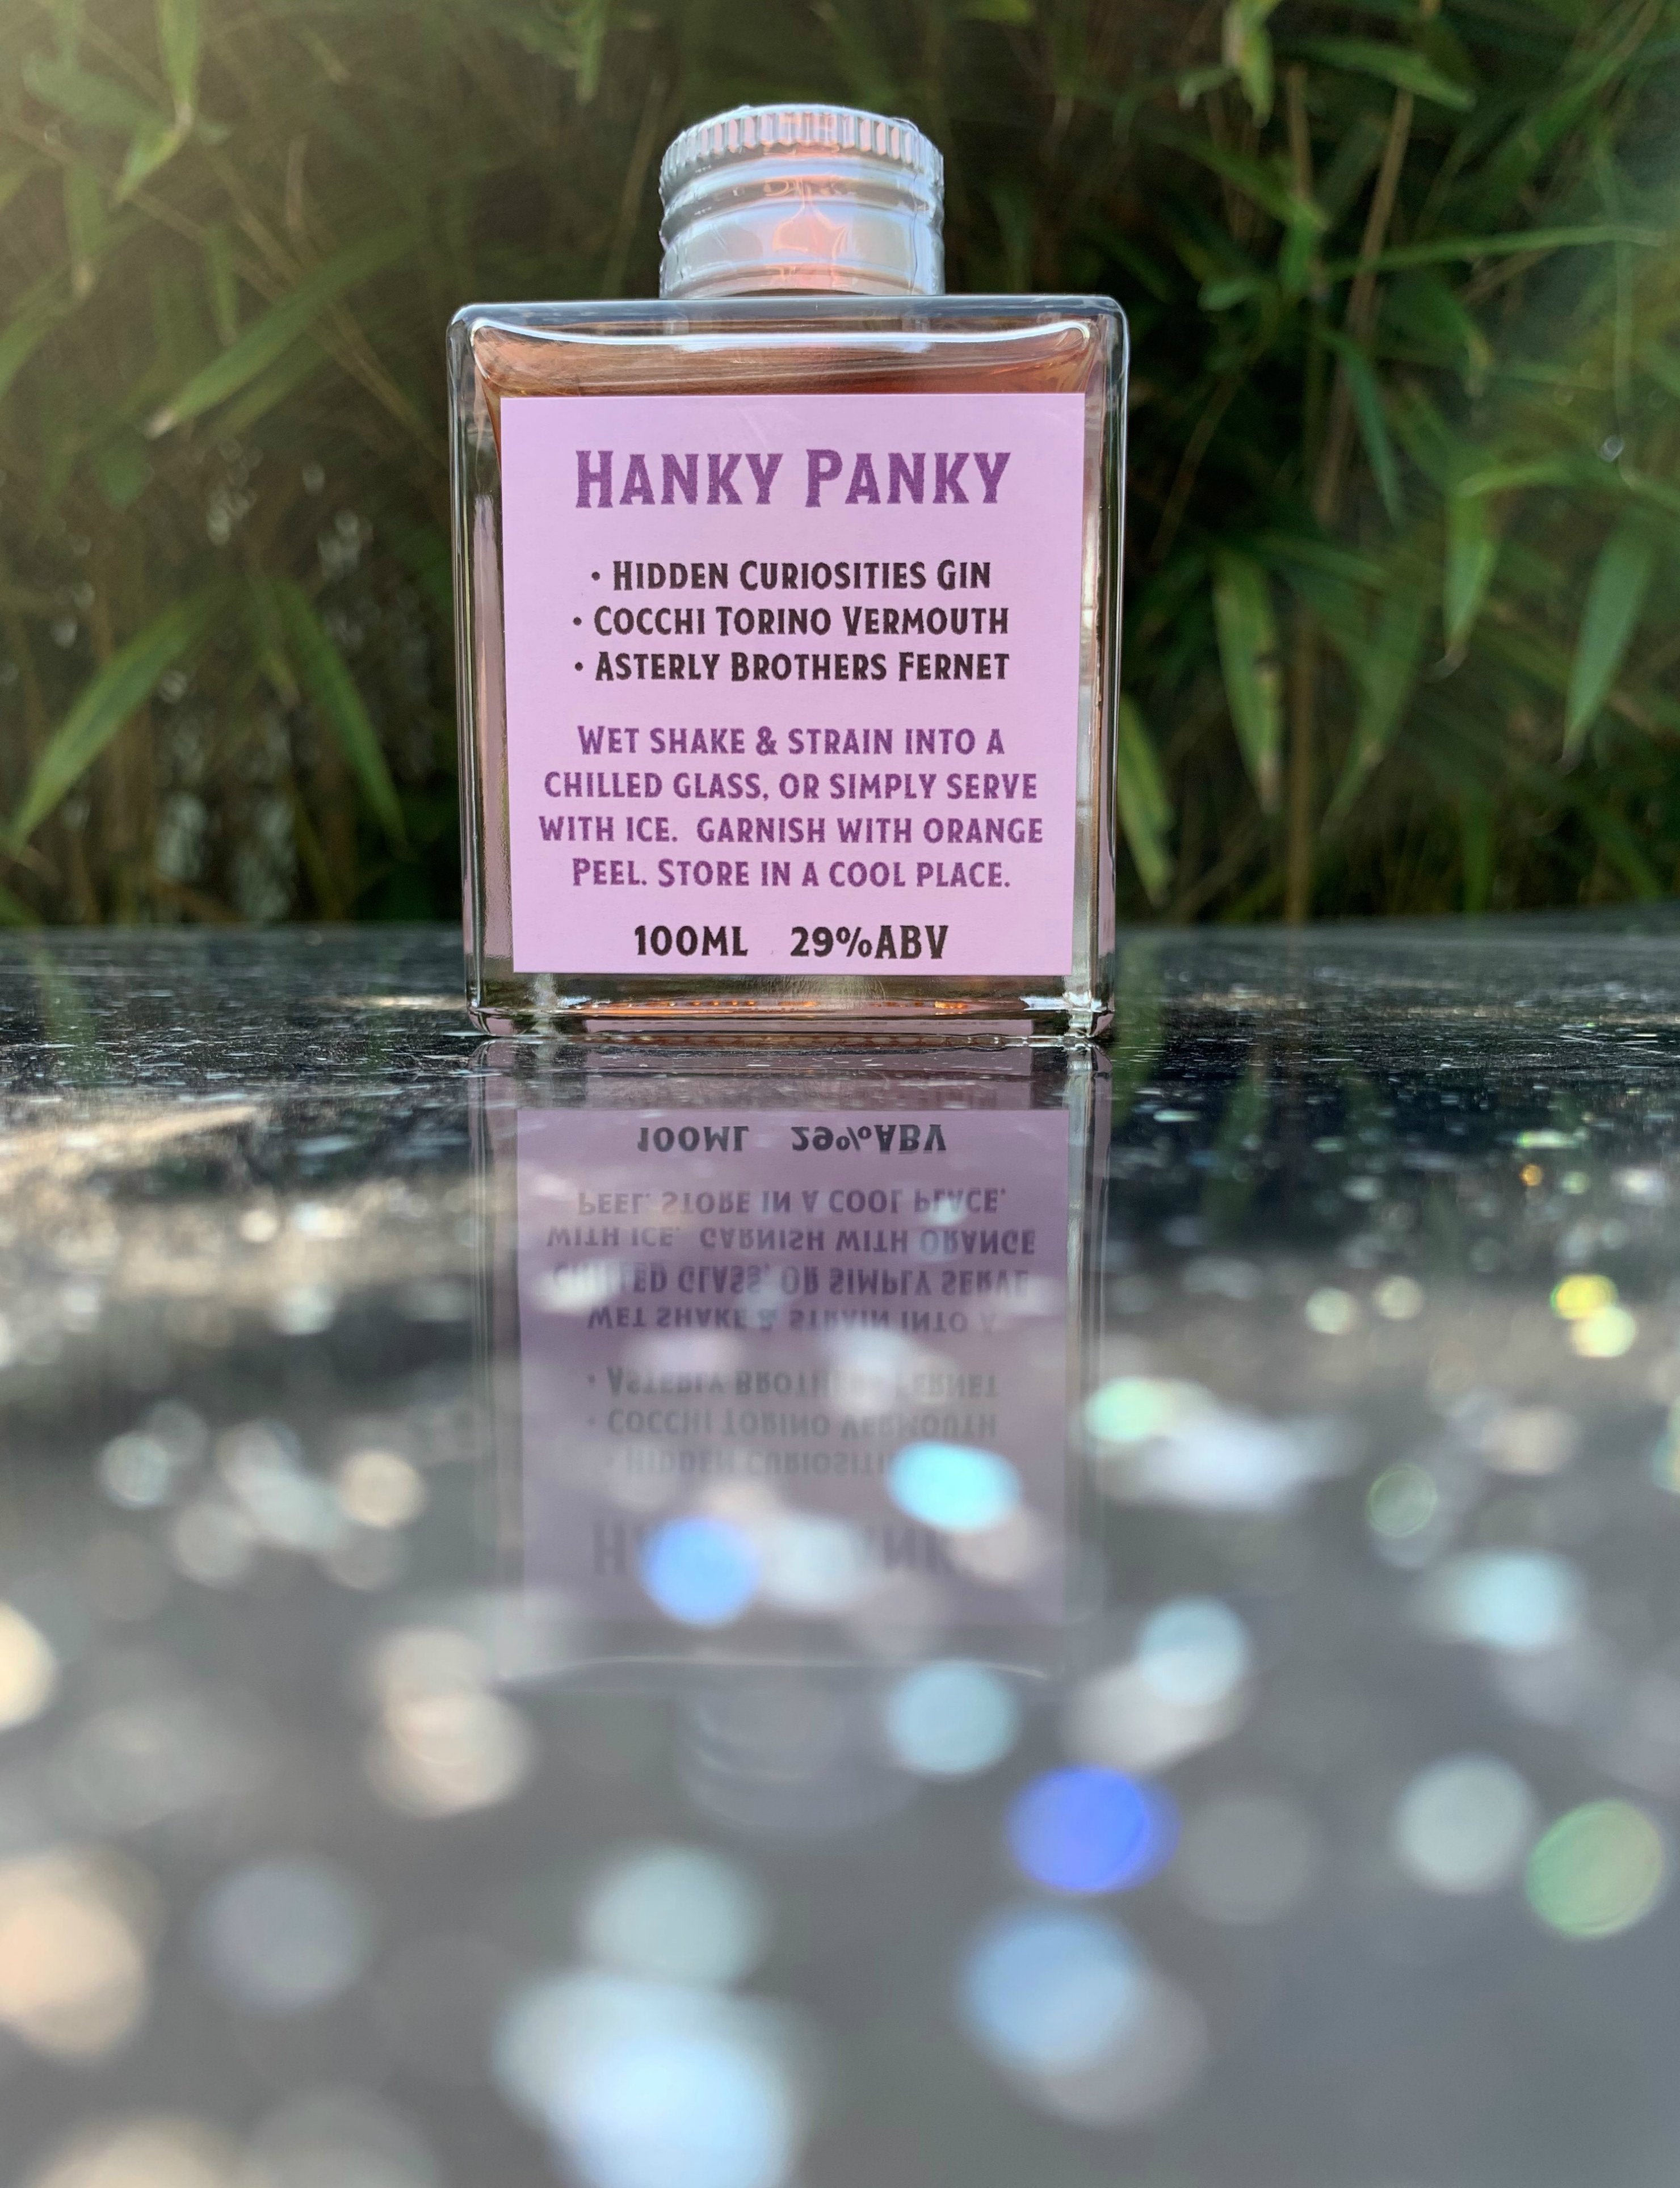 Hanky Panky
• Hidden Curiosities Gin
• Cocchi Torino Vermouth
• Asterly Brothers Fernet
Wet shake & strain into a
chilled glass, or simply serve
with ice. Garnish with orange
Peel. Store in a cool place.
100ML 29%ABV